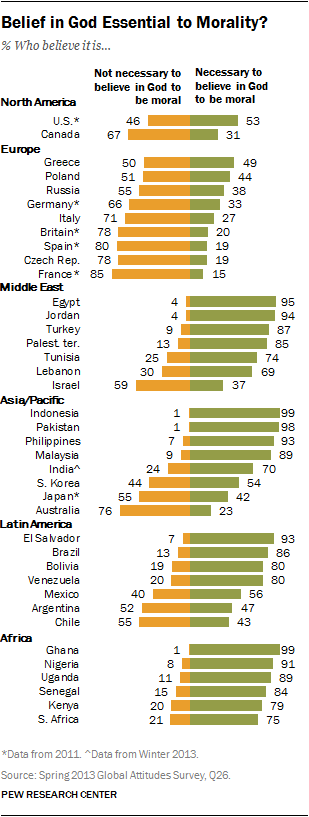 Belief in God Essential to Morality?
% Who believe it is...
Not necessary to believe in God to be moral
Necessary to believe in God to be moral
North America
U.S.* 46 53
Canada 67 31
Europe
Greece 50 49
Poland 51 44
Russia 55 38
Germany* 66 33
Italy 71 27
Britain* 78 20
Spain* 80 19
Czech Rep. 78 19
France* 85 15
Middle East
Egypt 4 95
Jordan 4 94
Turkey 9 87
Palest. ter. 13 85
Tunisia 25 74
Lebanon 30 69
Israel 59 37
Asia/Pacific
Indonesia 1 99
Pakistan 1 98
Philippines 7 93
Malaysia 9 89
India^ 24 70
S. Korea 44 54
Japan* 55 42
Australia 76 23
Latin America
El Salvador 7 93
Brazil 13 86
Bolivia 19 80
Venezuela 20 80
Mexico 40 56
Argentina 52 47
Chile 55 43
Africa
Ghana 1 99
Nigeria 8 91
Uganda 11 89
Senegal 15 84
Kenya 20 79
S. Africa 21 75
*Data from 2011. ^Data from Winter 2013.
Source: Spring 2013 Global Attitudes Survey, Q26.
PEW RESEARCH CENTER